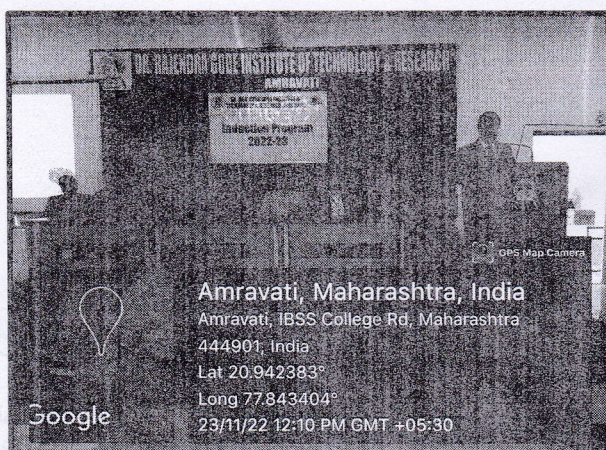 DR. RAJENDRA GODE INSTITUTE OF TECHNOLOGY & RESEARCH
AMRAVATI
Induction Program
2022-23
GPS Map Camera
Amravati, Maharashtra, India
Amravati, IBSS College Rd, Maharashtra
444901, India
Lat 20.942383°
Long 77.843404°
23/11/22 12:10 PM GMT +05:30
Google